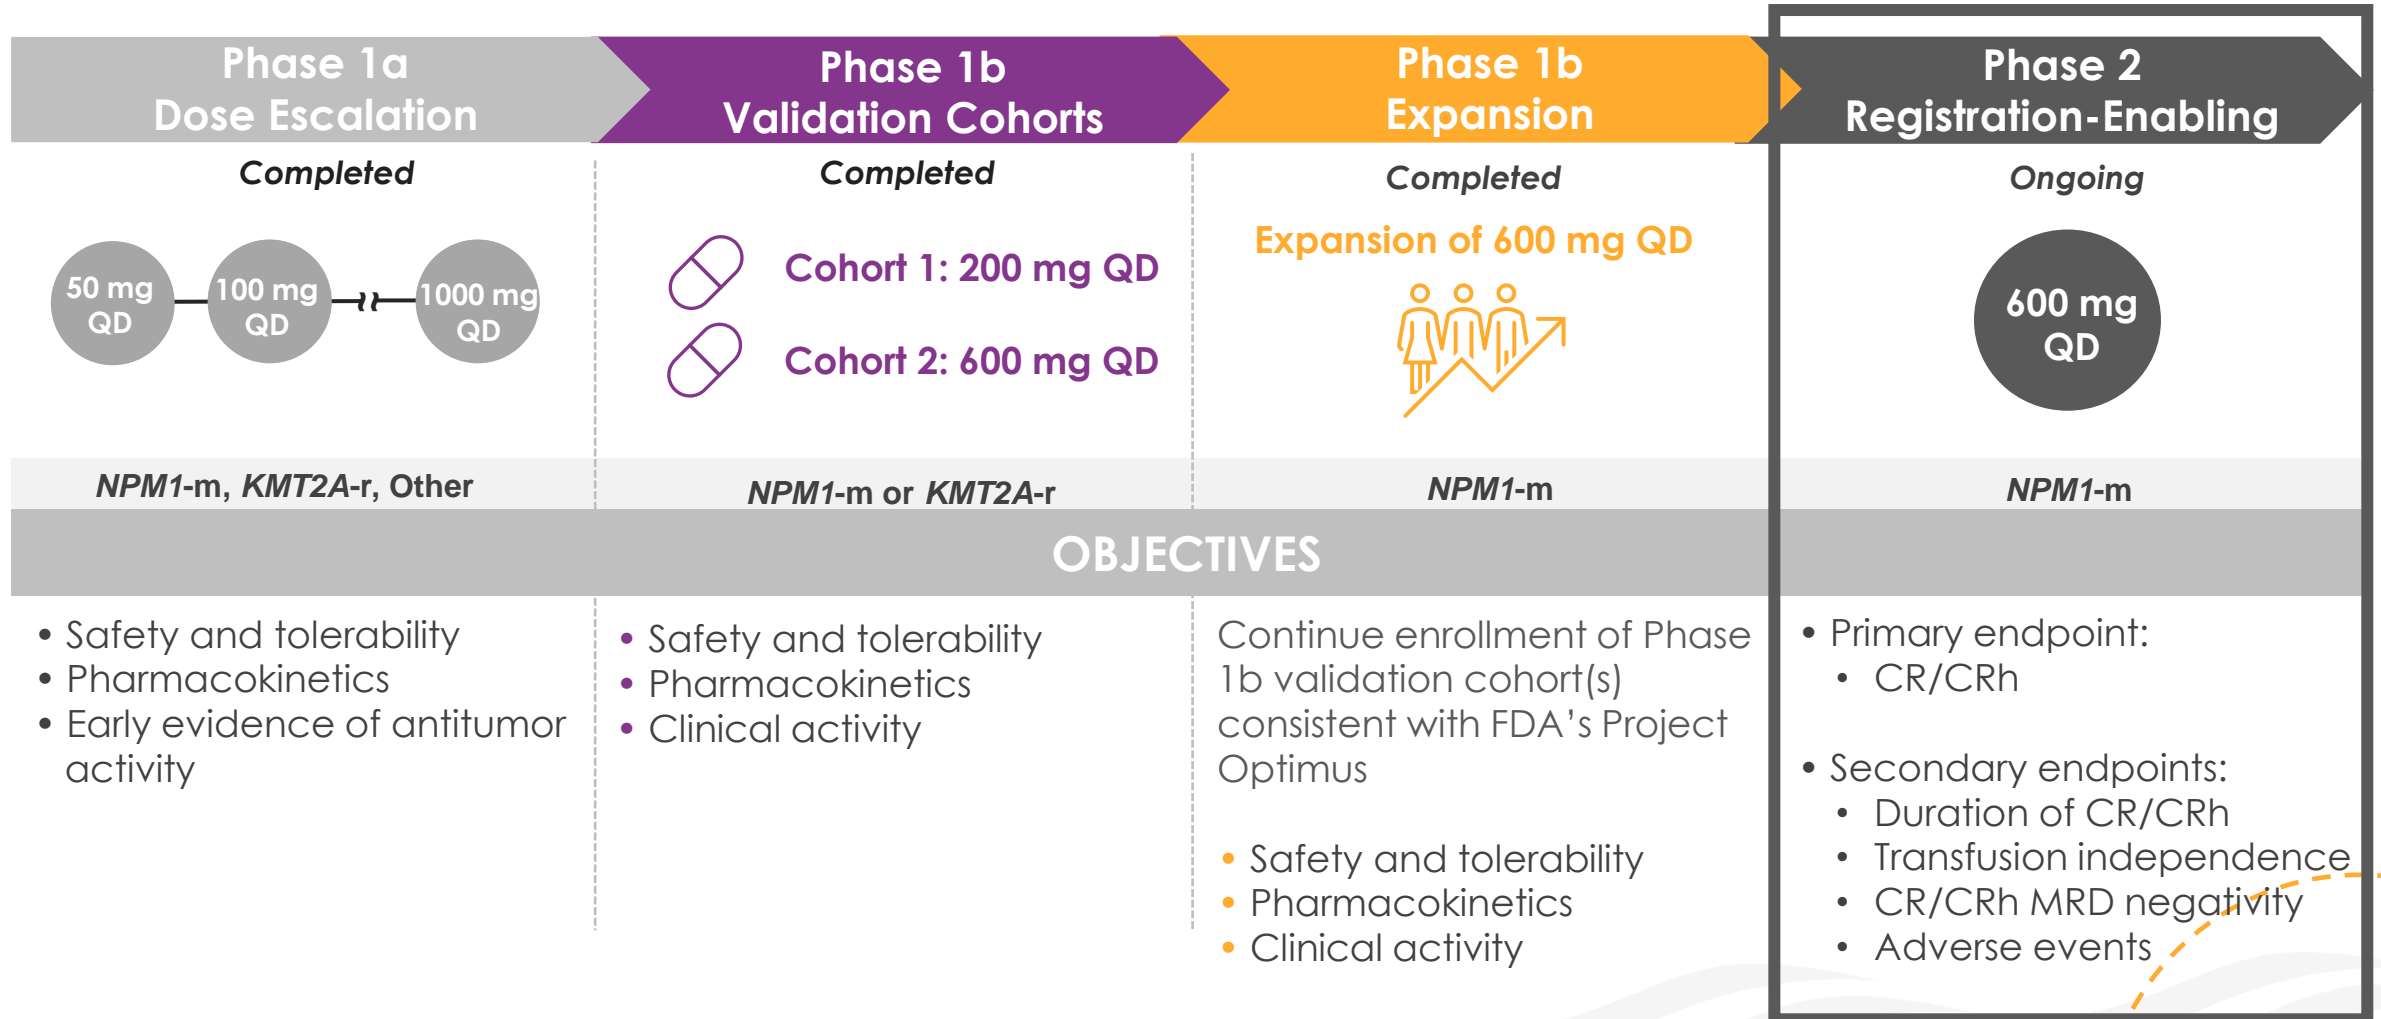 Phase 1a
Dose Escalation
Phase 1b
Validation Cohorts
Phase 1b
Expansion
Phase 2
Registration-Enabling
Completed
Completed
Completed
Ongoing
50 mg
QD
100 mg
QD
1000 mg
QD
Cohort 1: 200 mg QD
Cohort 2: 600 mg QD
Expansion of 600 mg QD
600 mg
QD
NPM1-m, KMT2A-r, Other
NPM1-m or KMT2A-r
NPM1-m
NPM1-m
OBJECTIVES
• Safety and tolerability
• Pharmacokinetics
• Early evidence of antitumor
activity
• Safety and tolerability
• Pharmacokinetics
• Clinical activity
Continue enrollment of Phase
1b validation cohort(s)
consistent with FDA's Project
Optimus
• Safety and tolerability
• Pharmacokinetics
• Clinical activity
• Primary endpoint:
• CR/CRh
• Secondary endpoints:
• Duration of CR/CRh
• Transfusion independence
• CR/CRh MRD negativity
• Adverse events